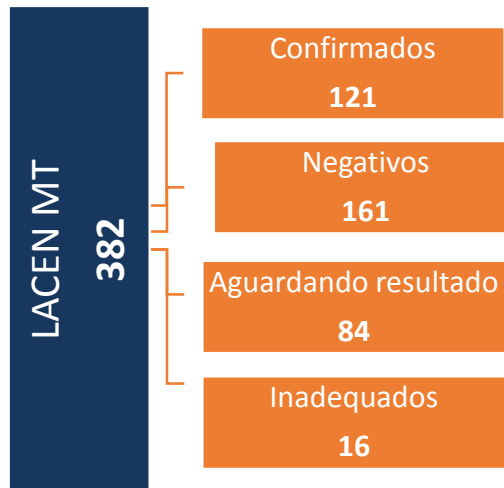 LACEN MT
382
Confirmados
121
Negativos
161
Aguardando resultado
84
Inadequados
16